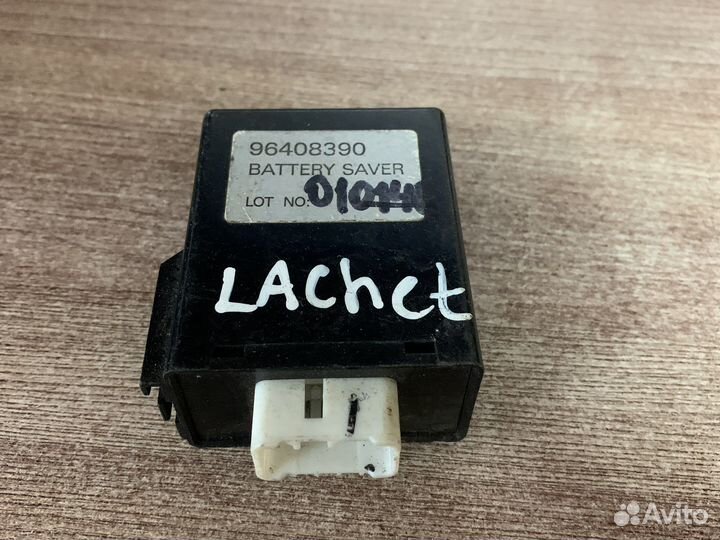 96408390
BATTERY SAVER
LOT NO:
LAChet
Avito